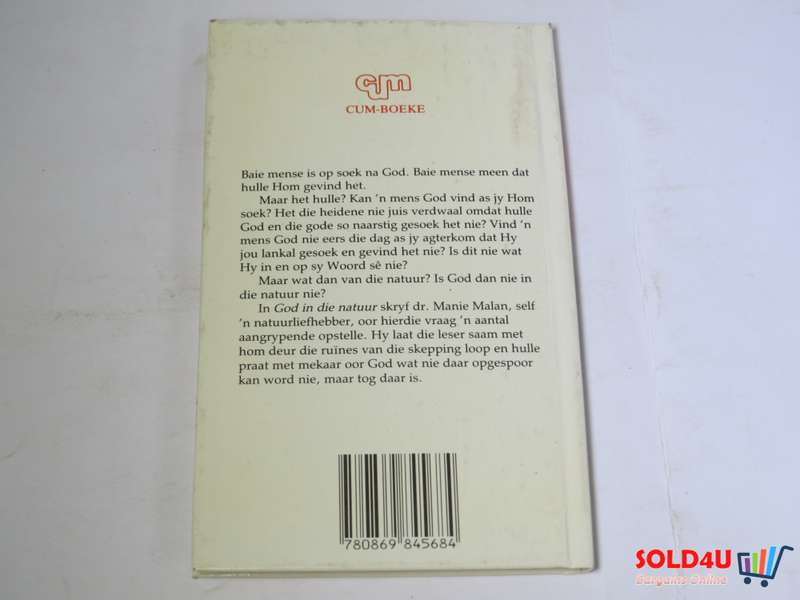 cum
CUM-BOEKE
Baie mense is op soek na God. Baie mense meen dat
hulle Hom gevind het.
Maar het hulle? Kan 'n mens God vind as jy Hom
soek? Het die heidene nie juis verdwaal omdat hulle
God en die gode so naarstig gesoek het nie? Vind 'n
mens God nie eers die dag as jy agterkom dat Hy
jou lankal gesoek en gevind het nie? Is dit nie wat
Hy in en op sy Woord sê nie?
Maar wat dan van die natuur? Is God dan nie in
die natuur nie?
In God in die natuur skryf dr. Manie Malan, self
'n natuurliefhebber, oor hierdie vraag 'n aantal
aangrypende opstelle. Hy laat die leser saam met
hom deur die ruïnes van die skepping loop en hulle
praat met mekaar oor God wat nie daar opgespoor
kan word nie, maar tog daar is.
780869 845684
SOLD4U
Bargains Online